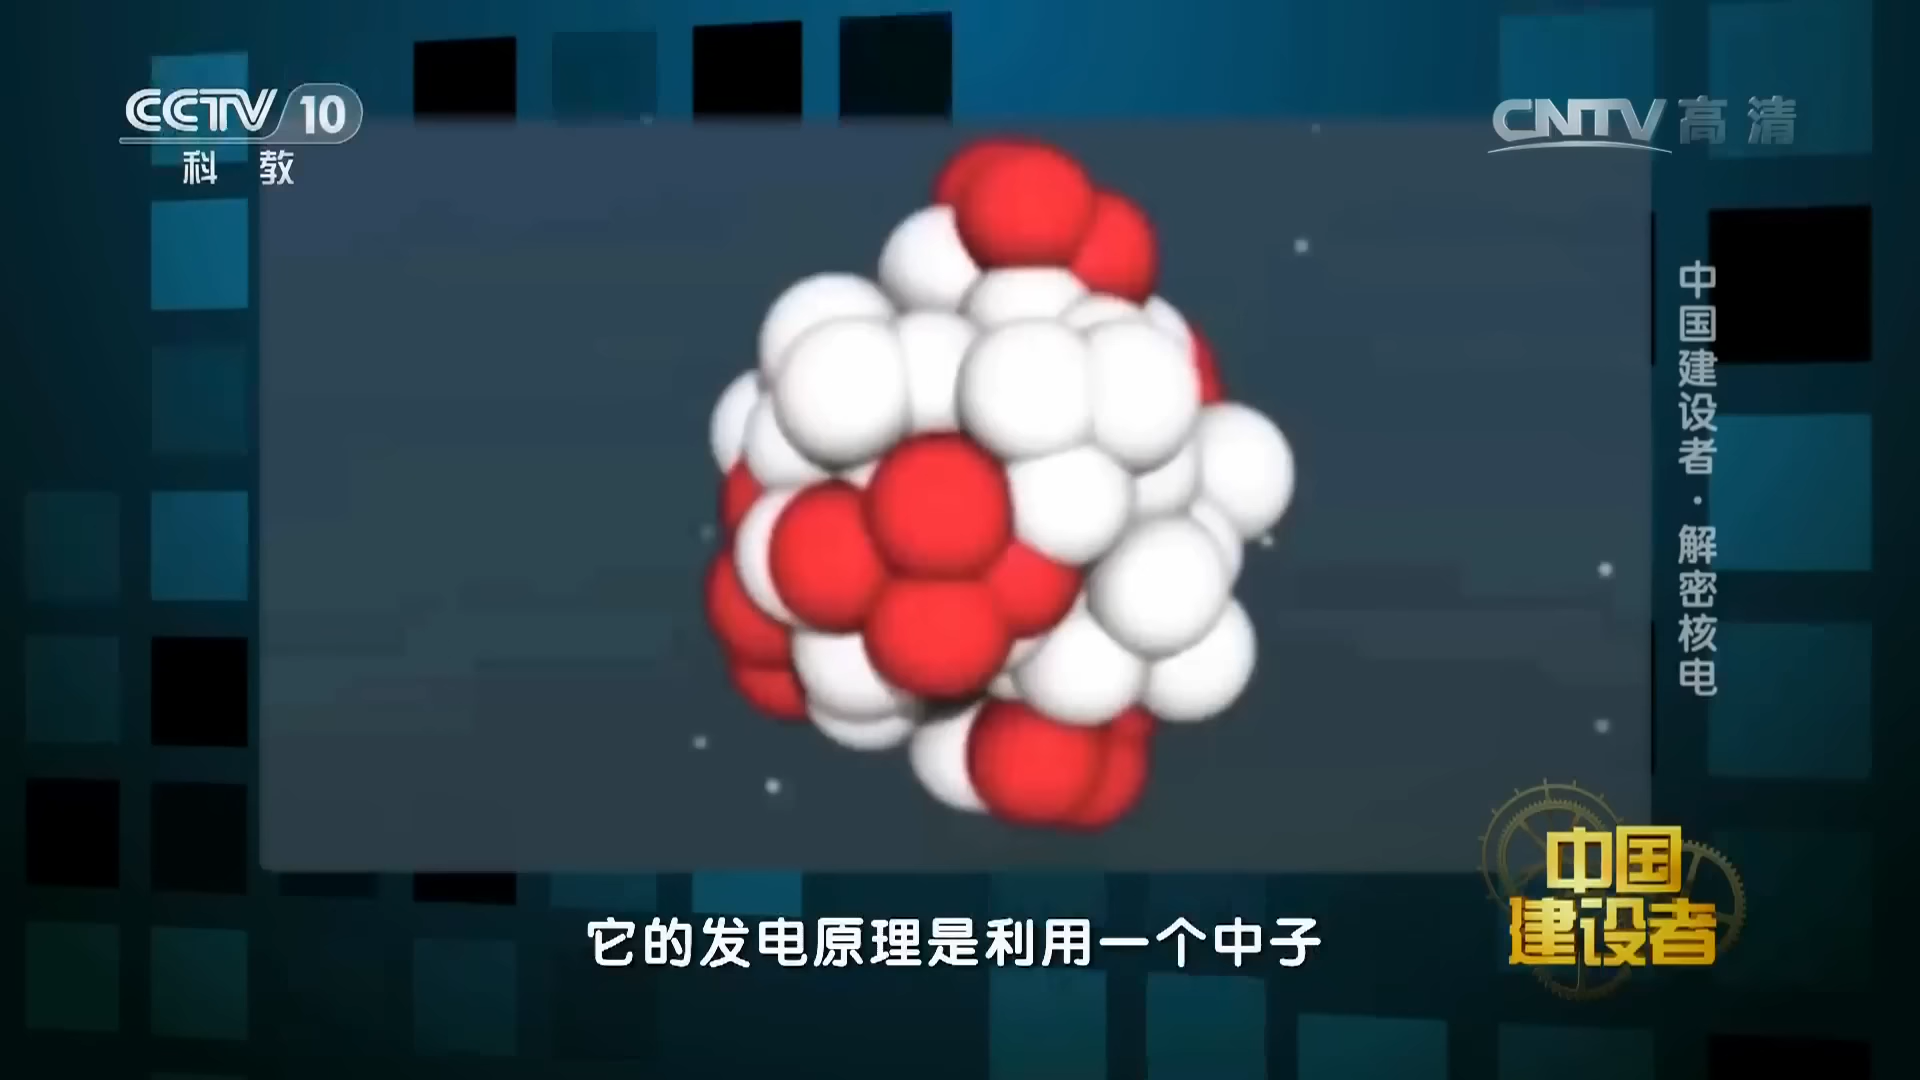 CCTV 10
科 教
CNTV 高清
中国建设者·解密核电
中国
建设者
它的发电原理是利用一个中子